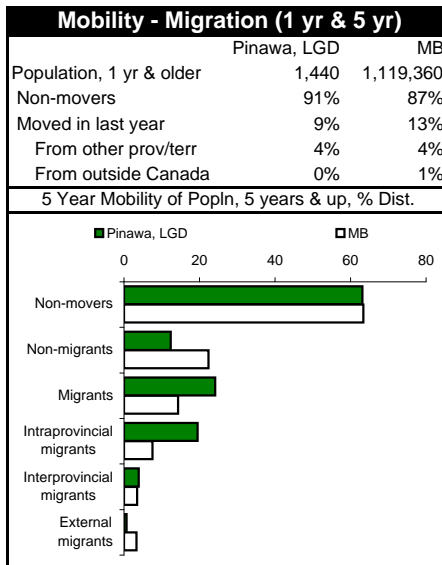 Mobility - Migration (1 yr & 5 yr)
Pinawa, LGD MB
Population, 1 yr & older 1,440 1,119,360
Non-movers 91% 87%
Moved in last year 9% 13%
From other prov/terr 4% 4%
From outside Canada 0% 1%
5 Year Mobility of Popln, 5 years & up, % Dist.
Pinawa, LGD MB
0 20 40 60 80
Non-movers
Non-migrants
Migrants
Intraprovincial
migrants
Interprovincial
migrants
External
migrants